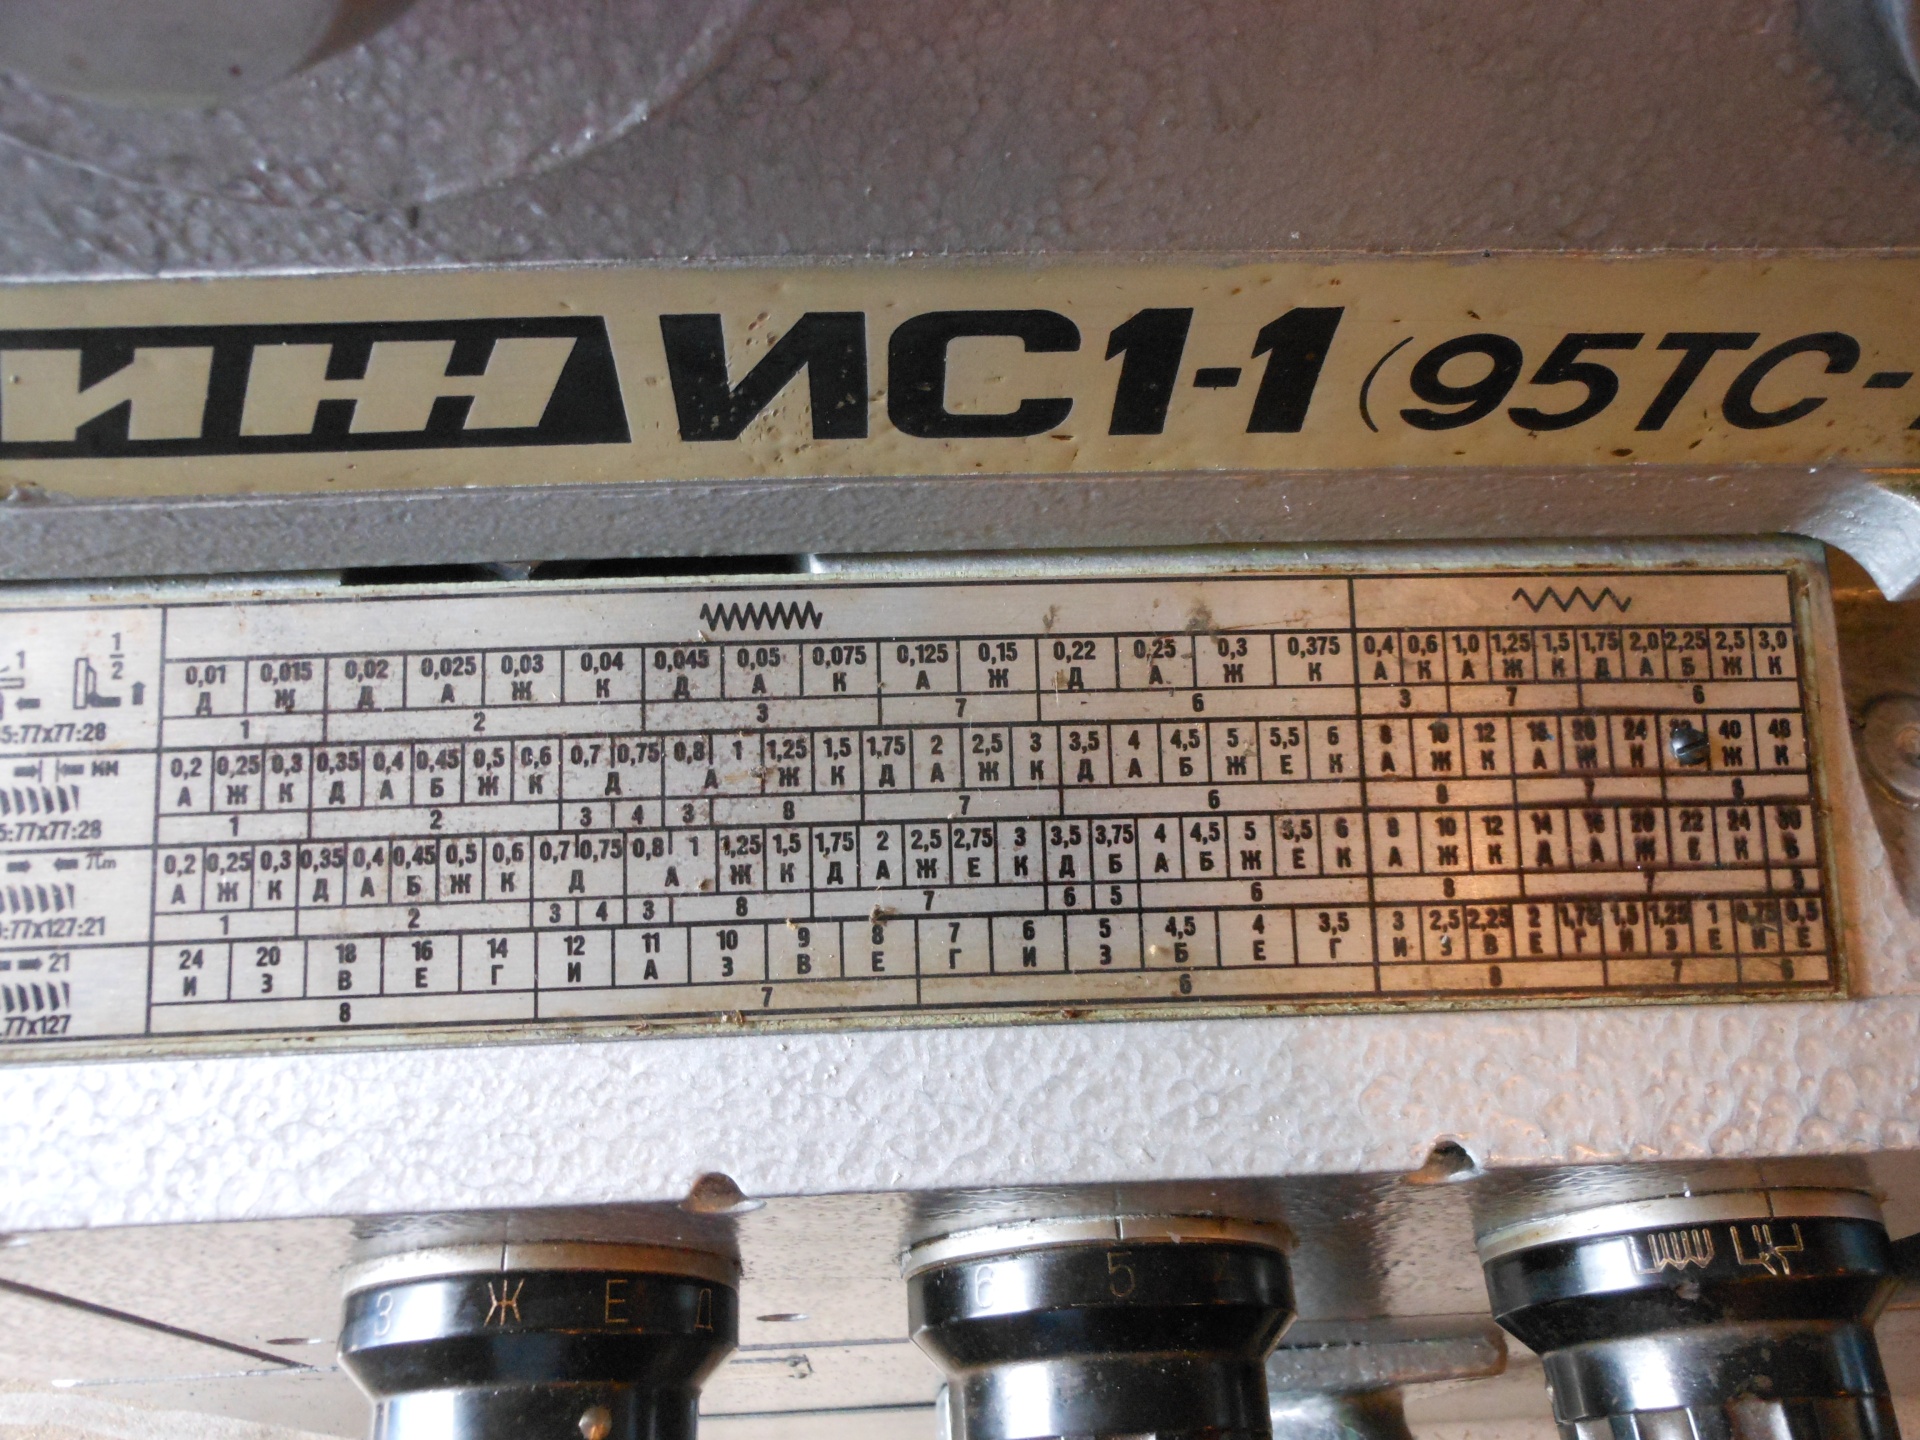 ИЖ ИС1-1 (95ТС-
1 1/2
0,01 0,015 0,02 0,025 0,03 0,04 0,045 0,05 0,075 0,125 0,15 0,22 0,25 0,3 0,375 0,4 0,6 1,0 1,25 1,5 1,75 2,0 2,25 2,5 3,0
Д Ж Д А Ж К Д А К А Ж Д А Ж К А К А Ж К Д А Б Ж К
5:77х77:28 1 2 3 7 6 3 7 6
мм 0,2 0,25 0,3 0,35 0,4 0,45 0,5 0,6 0,7 0,75 0,8 1 1,25 1,5 1,75 2 2,5 3 3,5 4 4,5 5 5,5 6 8 10 12 16 20 24 40 48
А Ж К Д А Б Ж К Д А Ж К Д А Ж К Д А Б Ж Е К А Ж К А Ж К Ж К
5:77х77:28 1 2 3 4 3 8 7 6 8 7 6
πm 0,2 0,25 0,3 0,35 0,4 0,45 0,5 0,6 0,7 0,75 0,8 1 1,25 1,5 1,75 2 2,5 2,75 3 3,5 3,75 4 4,5 5 5,5 6 8 10 12 14 16 20 22 24 30
А Ж К Д А Б Ж К Д А Ж К Д А Ж Е К Д Б А Б Ж Е К А Ж К Д А Ж Е К Б
:77х127:21 1 2 3 4 3 8 7 6 5 6 8 7 5
21 24 20 18 16 14 12 11 10 9 8 7 6 5 4,5 4 3,5 3 2,5 2,25 2 1,75 1,5 1,25 1 0,75 0,5
И З В Е Г И А З В Е Г И З Б Е Г И З В Е Г И З Е И Е
77х127 8 7 6 8 7 6
З Ж Е Д 6 5